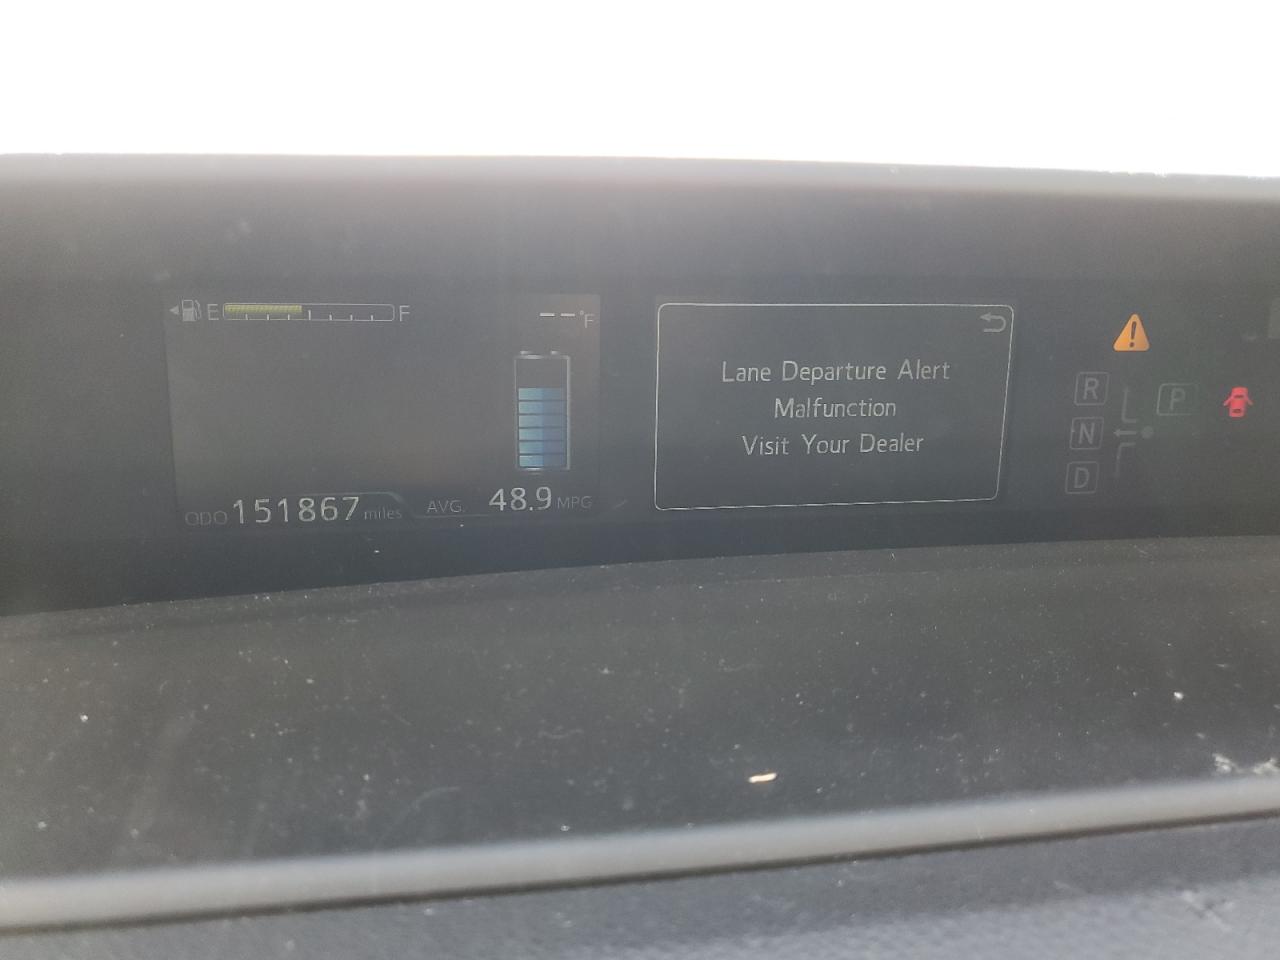 E F
-- °F
ODO 151867 miles AVG. 48.9 MPG
Lane Departure Alert
Malfunction
Visit Your Dealer
R
P
N
D